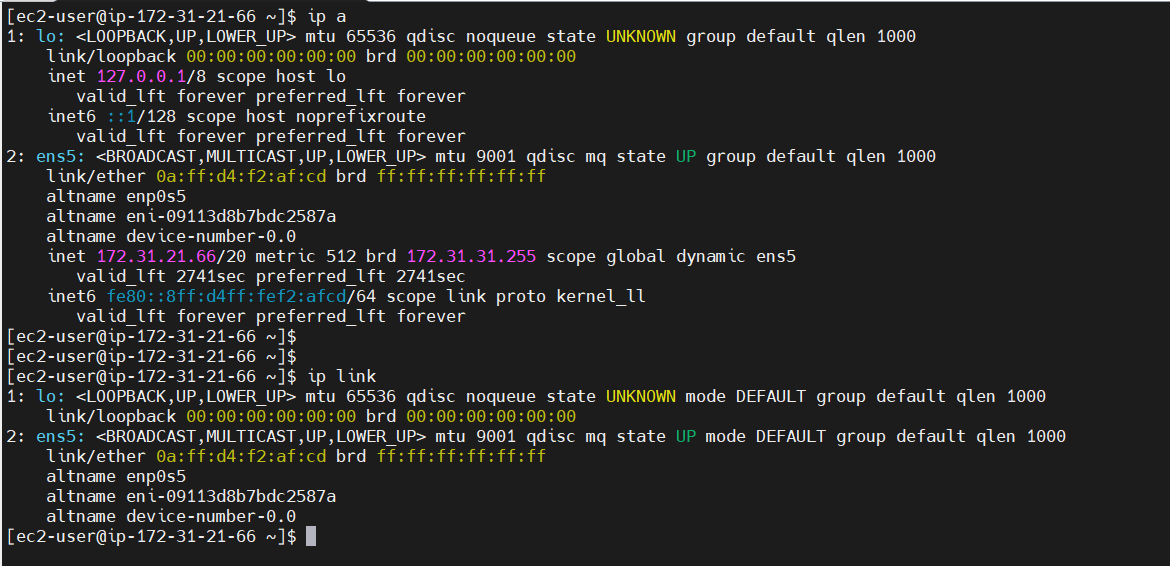 [ec2-user@ip-172-31-21-66 ~]$ ip a
1: lo: <LOOPBACK,UP,LOWER_UP> mtu 65536 qdisc noqueue state UNKNOWN group default qlen 1000
    link/loopback 00:00:00:00:00:00 brd 00:00:00:00:00:00
    inet 127.0.0.1/8 scope host lo
       valid_lft forever preferred_lft forever
    inet6 ::1/128 scope host noprefixroute
       valid_lft forever preferred_lft forever
2: ens5: <BROADCAST,MULTICAST,UP,LOWER_UP> mtu 9001 qdisc mq state UP group default qlen 1000
    link/ether 0a:ff:d4:f2:af:cd brd ff:ff:ff:ff:ff:ff
    altname enp0s5
    altname eni-09113d8b7bdc2587a
    altname device-number-0.0
    inet 172.31.21.66/20 metric 512 brd 172.31.31.255 scope global dynamic ens5
       valid_lft 2741sec preferred_lft 2741sec
    inet6 fe80::8ff:d4ff:fef2:afcd/64 scope link proto kernel_ll
       valid_lft forever preferred_lft forever
[ec2-user@ip-172-31-21-66 ~]$
[ec2-user@ip-172-31-21-66 ~]$
[ec2-user@ip-172-31-21-66 ~]$ ip link
1: lo: <LOOPBACK,UP,LOWER_UP> mtu 65536 qdisc noqueue state UNKNOWN mode DEFAULT group default qlen 1000
    link/loopback 00:00:00:00:00:00 brd 00:00:00:00:00:00
2: ens5: <BROADCAST,MULTICAST,UP,LOWER_UP> mtu 9001 qdisc mq state UP mode DEFAULT group default qlen 1000
    link/ether 0a:ff:d4:f2:af:cd brd ff:ff:ff:ff:ff:ff
    altname enp0s5
    altname eni-09113d8b7bdc2587a
    altname device-number-0.0
[ec2-user@ip-172-31-21-66 ~]$